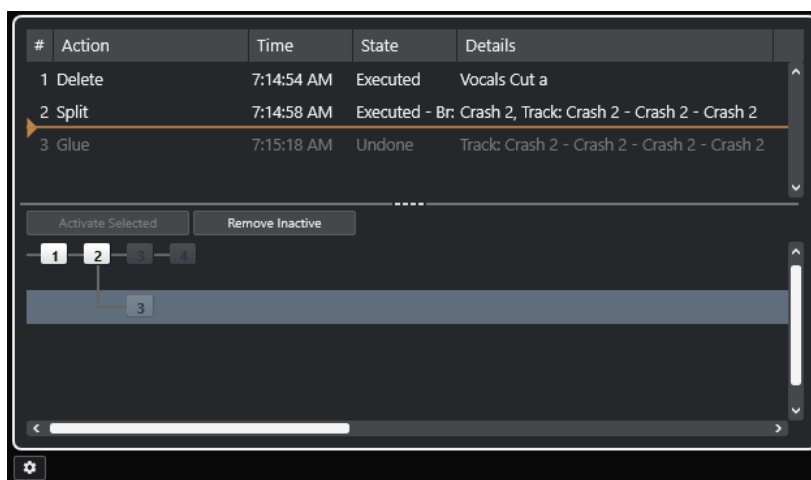 # Action Time State Details
1 Delete 7:14:54 AM Executed Vocals Cut a
2 Split 7:14:58 AM Executed - Br: Crash 2, Track: Crash 2 - Crash 2 - Crash 2
3 Glue 7:15:18 AM Undone Track: Crash 2 - Crash 2 - Crash 2 - Crash 2
Activate Selected Remove Inactive
1 2 3 4
3